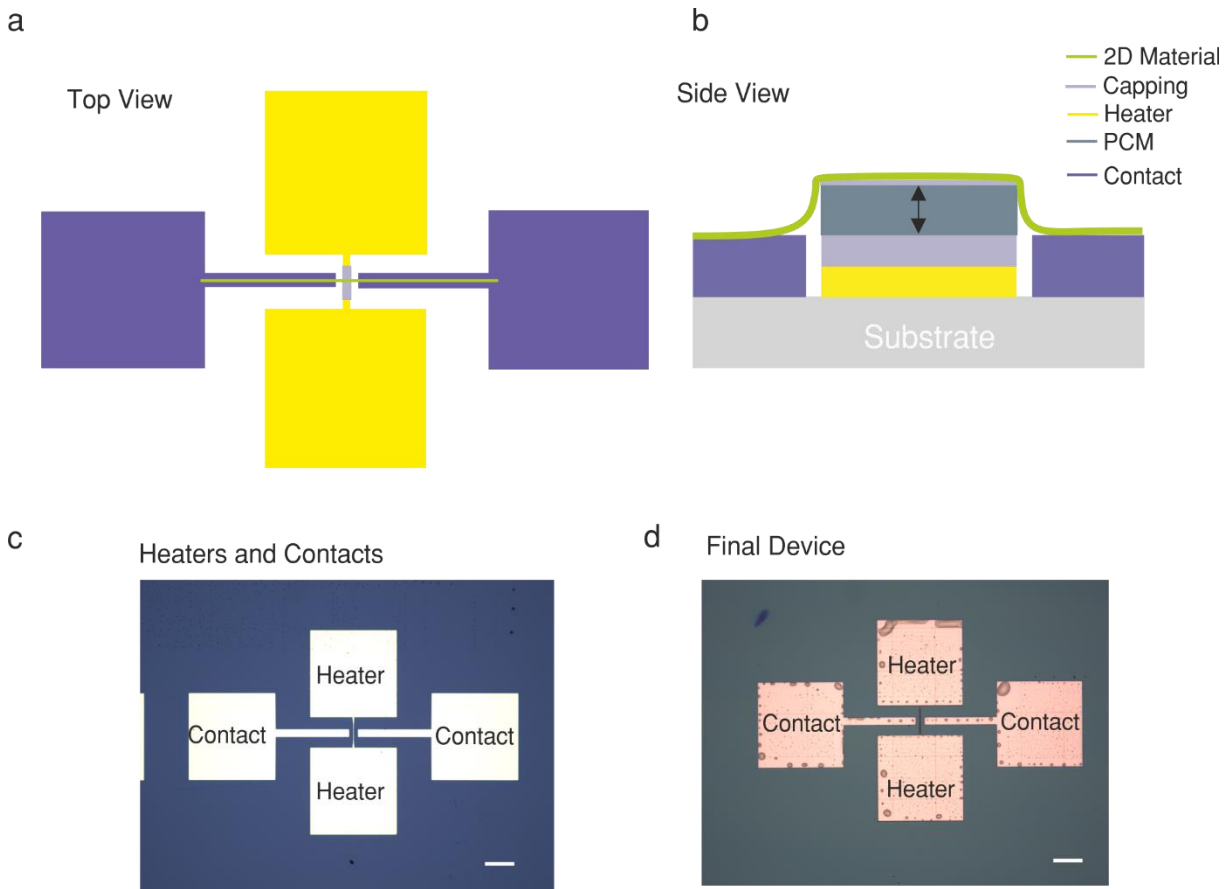 a
Top View
b
Side View
2D Material
Capping
Heater
PCM
Contact
Substrate
c
Heaters and Contacts
Heater
Contact
Contact
Heater
d
Final Device
Heater
Contact
Contact
Heater